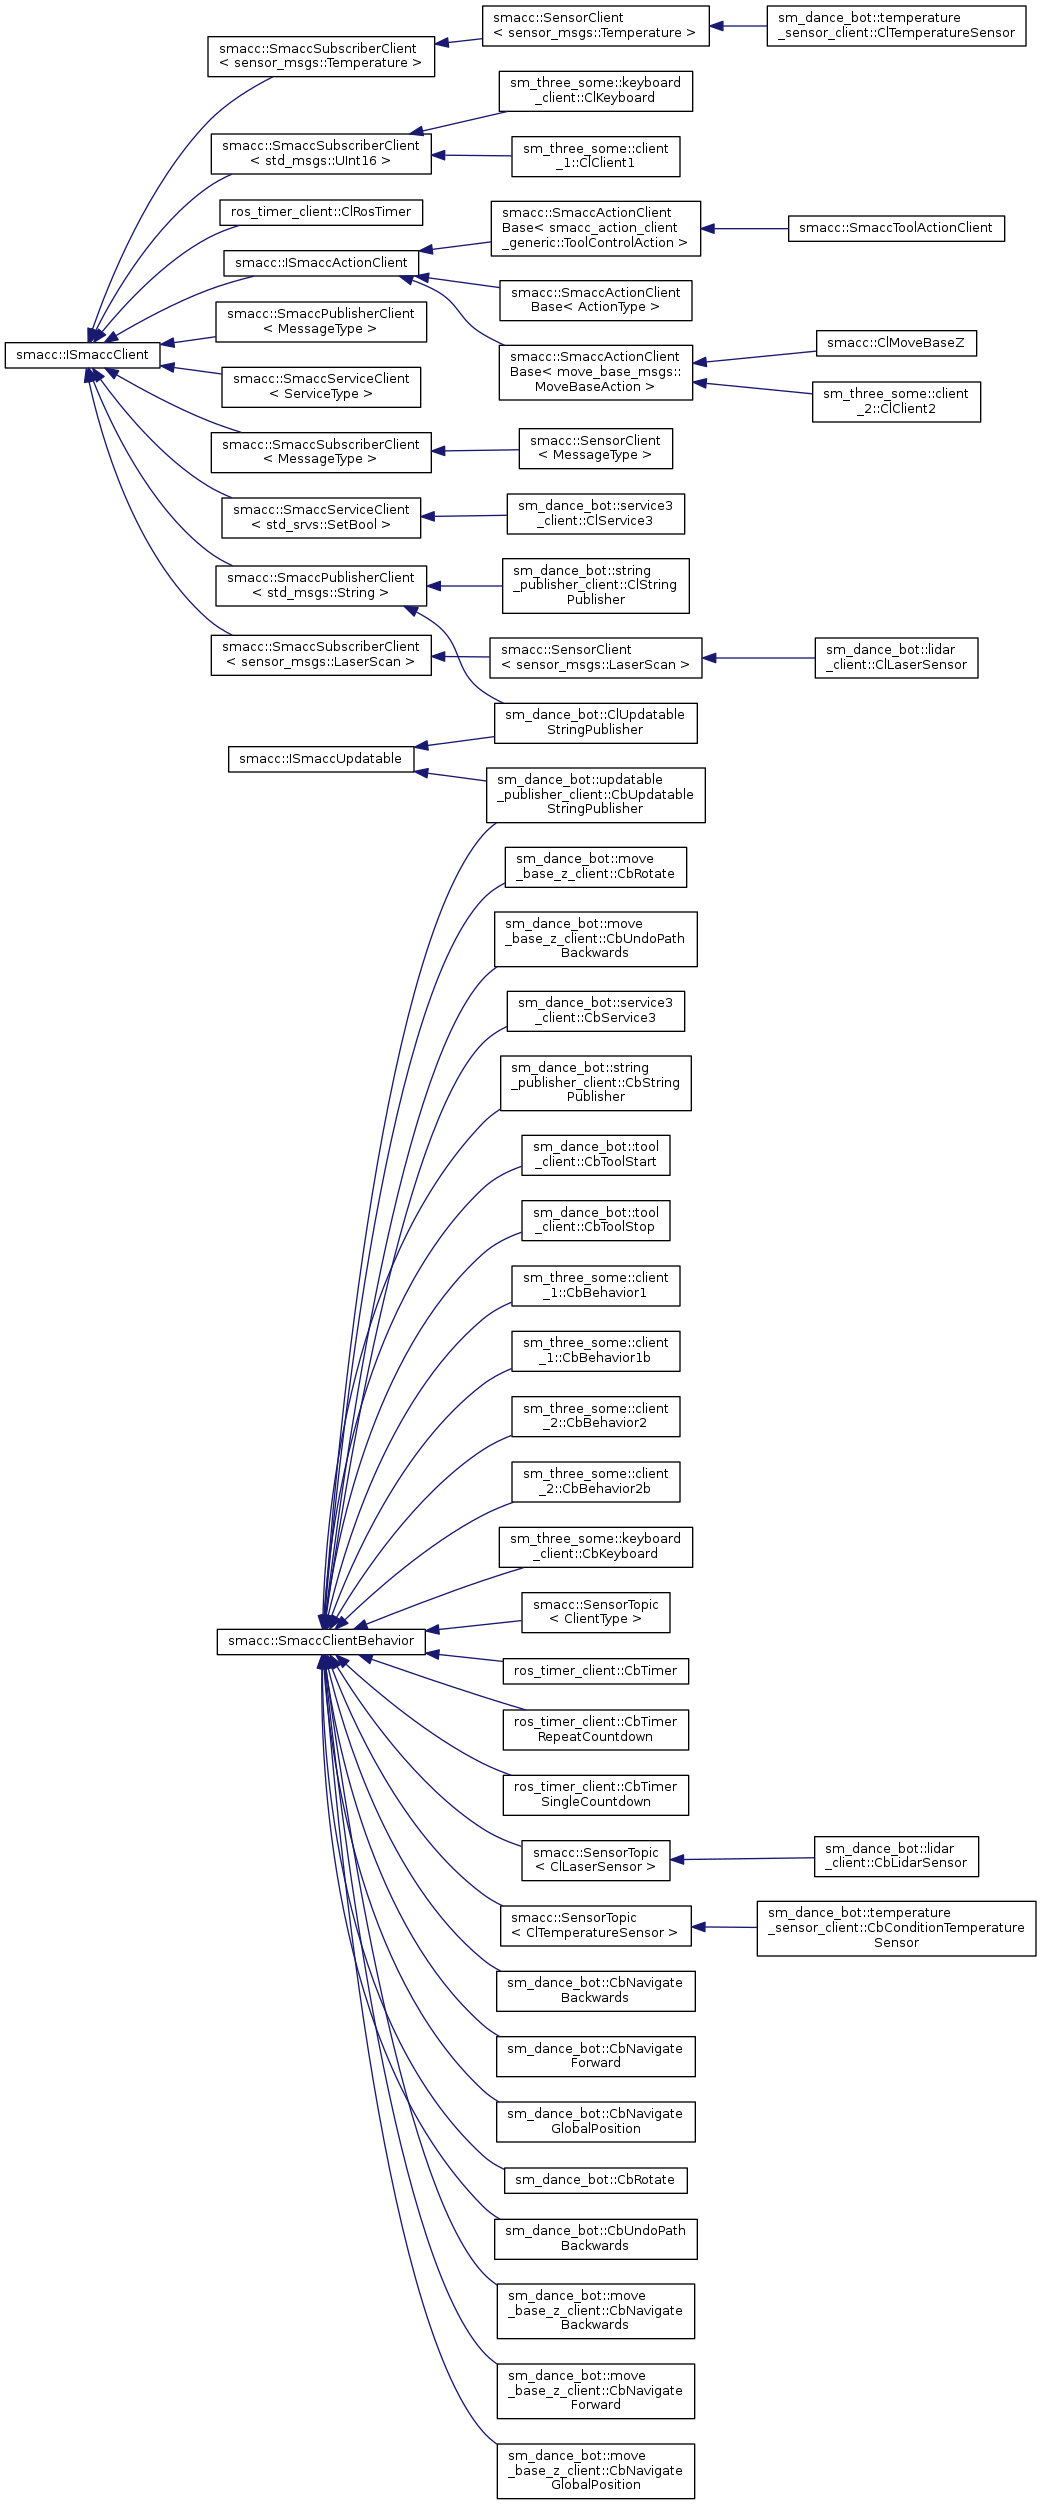 smacc::SensorClient
< sensor_msgs::Temperature >
sm_dance_bot::temperature
_sensor_client::ClTemperatureSensor
smacc::SmaccSubscriberClient
< sensor_msgs::Temperature >
sm_three_some::keyboard
_client::ClKeyboard
smacc::SmaccSubscriberClient
< std_msgs::UInt16 >
sm_three_some::client
_1::ClClient1
ros_timer_client::ClRosTimer
smacc::SmaccActionClient
Base< smacc_action_client
_generic::ToolControlAction >
smacc::SmaccToolActionClient
smacc::ISmaccActionClient
smacc::SmaccActionClient
Base< ActionType >
smacc::SmaccPublisherClient
< MessageType >
smacc::ISmaccClient
smacc::SmaccActionClient
Base< move_base_msgs::
MoveBaseAction >
smacc::ClMoveBaseZ
smacc::SmaccServiceClient
< ServiceType >
sm_three_some::client
_2::ClClient2
smacc::SmaccSubscriberClient
< MessageType >
smacc::SensorClient
< MessageType >
smacc::SmaccServiceClient
< std_srvs::SetBool >
sm_dance_bot::service3
_client::ClService3
smacc::SmaccPublisherClient
< std_msgs::String >
sm_dance_bot::string
_publisher_client::ClString
Publisher
smacc::SmaccSubscriberClient
< sensor_msgs::LaserScan >
smacc::SensorClient
< sensor_msgs::LaserScan >
sm_dance_bot::lidar
_client::ClLaserSensor
sm_dance_bot::ClUpdatable
StringPublisher
smacc::ISmaccUpdatable
sm_dance_bot::updatable
_publisher_client::CbUpdatable
StringPublisher
sm_dance_bot::move
_base_z_client::CbRotate
sm_dance_bot::move
_base_z_client::CbUndoPath
Backwards
sm_dance_bot::service3
_client::CbService3
sm_dance_bot::string
_publisher_client::CbString
Publisher
sm_dance_bot::tool
_client::CbToolStart
sm_dance_bot::tool
_client::CbToolStop
sm_three_some::client
_1::CbBehavior1
sm_three_some::client
_1::CbBehavior1b
sm_three_some::client
_2::CbBehavior2
sm_three_some::client
_2::CbBehavior2b
sm_three_some::keyboard
_client::CbKeyboard
smacc::SensorTopic
< ClientType >
smacc::SmaccClientBehavior
ros_timer_client::CbTimer
ros_timer_client::CbTimer
RepeatCountdown
ros_timer_client::CbTimer
SingleCountdown
smacc::SensorTopic
< ClLaserSensor >
sm_dance_bot::lidar
_client::CbLidarSensor
smacc::SensorTopic
< ClTemperatureSensor >
sm_dance_bot::temperature
_sensor_client::CbConditionTemperature
Sensor
sm_dance_bot::CbNavigate
Backwards
sm_dance_bot::CbNavigate
Forward
sm_dance_bot::CbNavigate
GlobalPosition
sm_dance_bot::CbRotate
sm_dance_bot::CbUndoPath
Backwards
sm_dance_bot::move
_base_z_client::CbNavigate
Backwards
sm_dance_bot::move
_base_z_client::CbNavigate
Forward
sm_dance_bot::move
_base_z_client::CbNavigate
GlobalPosition